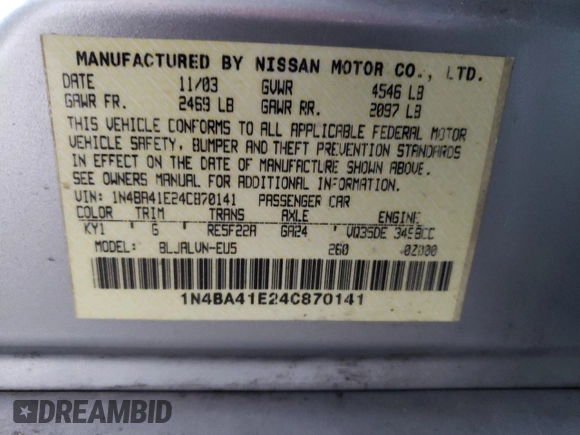 MANUFACTURED BY NISSAN MOTOR CO., LTD.
DATE 11/03 GVWR 4546 LB
GAWR FR. 2469 LB GAWR RR. 2097 LB
THIS VEHICLE CONFORMS TO ALL APPLICABLE FEDERAL MOTOR
VEHICLE SAFETY, BUMPER AND THEFT PREVENTION STANDARDS
IN EFFECT ON THE DATE OF MANUFACTURE SHOWN ABOVE.
SEE OWNERS MANUAL FOR ADDITIONAL INFORMATION.
VIN: 1N4BA41E24C870141 PASSENGER CAR
COLOR TRIM TRANS AXLE ENGINE
KY1 G RE5F22A GA24 VQ35DE 3498CC
MODEL: BLJALVN-EUS 260 0Z000
1N4BA41E24C870141
DREAMBID